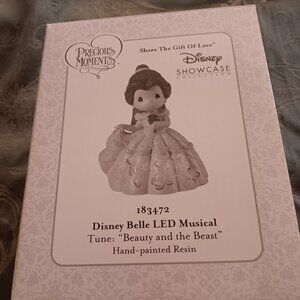 Share The Gift Of Love™
PRECIOUS
MOMENTS
Disney
SHOWCASE
COLLECTION
183472
Disney Belle LED Musical
Tune: "Beauty and the Beast"
Hand-painted Resin